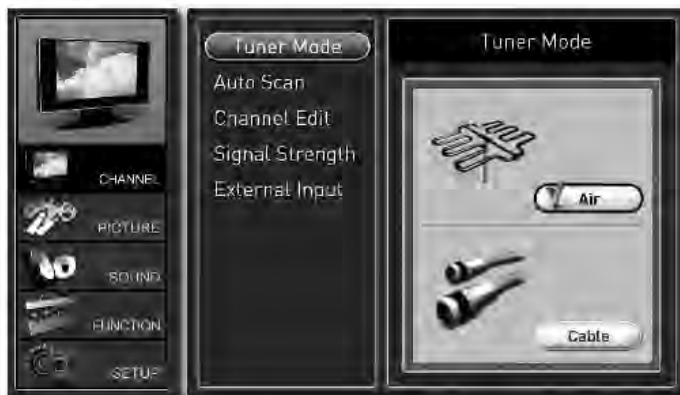 CHANNEL
PICTURE
SOUND
FUNCTION
SETUP
Tuner Mode
Auto Scan
Channel Edit
Signal Strength
External Input
Tuner Mode
Air
Cable